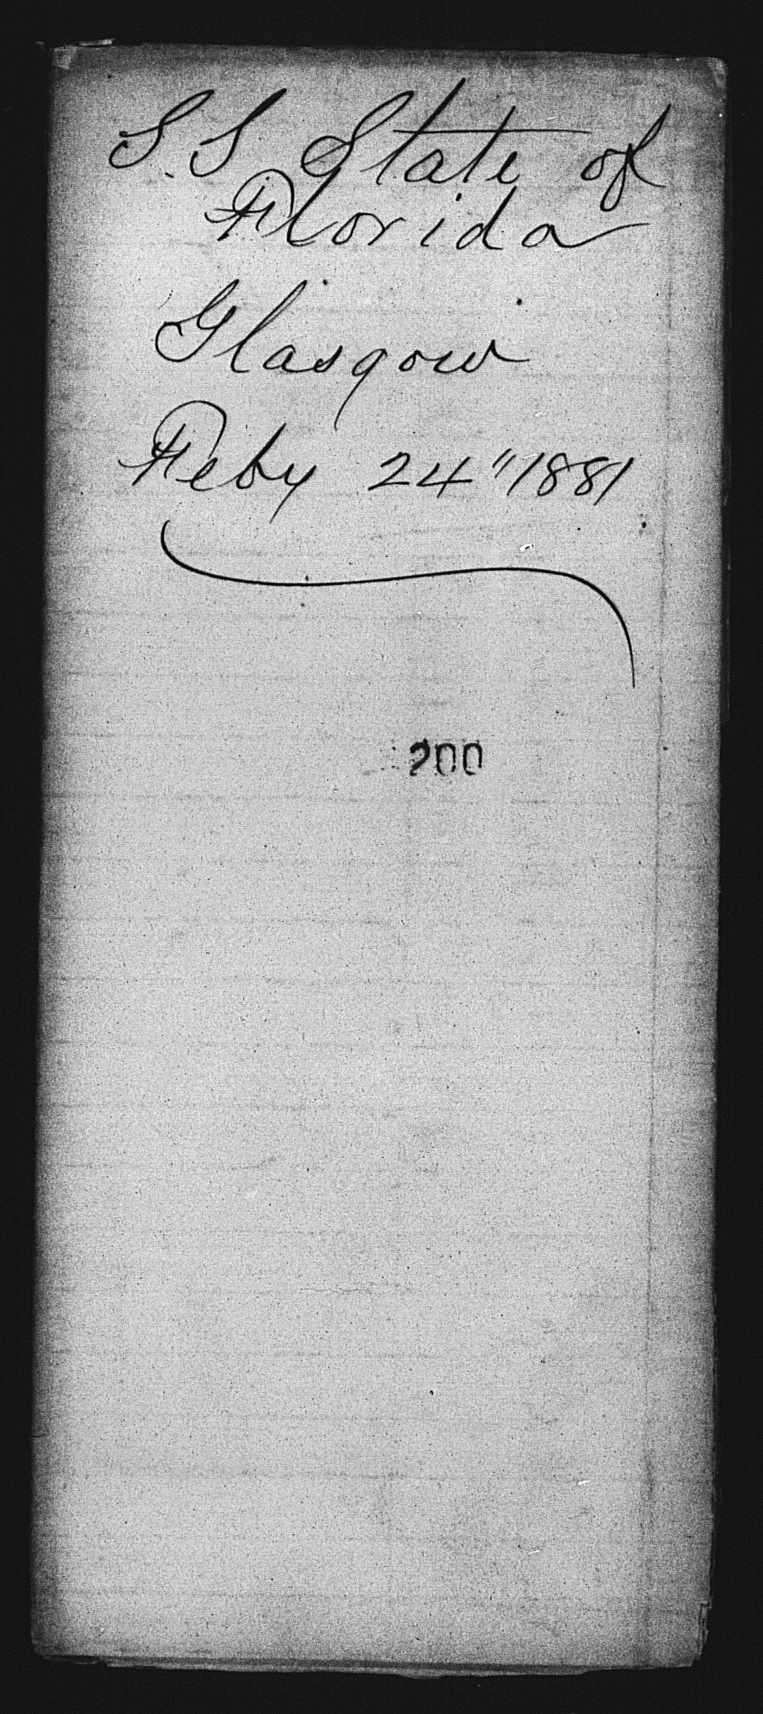 S.S. State of
Florida
Glasgow
Feby 24" 1881
200